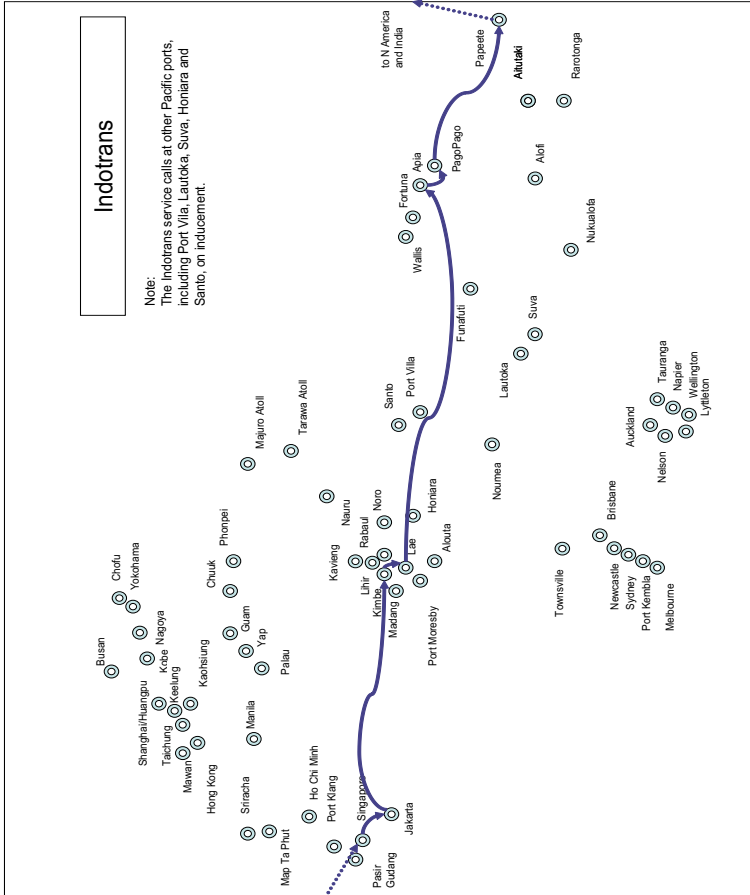 Indotrans
Note:
The Indotrans service calls at other Pacific ports,
including Port Vila, Lautoka, Suva, Honiara and
Santo, on inducement.
to N America
and India
Papeete
Aitutaki
Rarotonga
PagoPago
Apia
Alofi
Fortuna
Wallis
Nukualofa
Funafuti
Suva
Lautoka
Port Villa
Santo
Noumea
Tarawa Atoll
Majuro Atoll
Tauranga
Napier
Wellington
Lyttleton
Auckland
Nelson
Nauru
Noro
Honiara
Rabaul
Kavieng
Lihir
Lae
Kimbe
Alouta
Madang
Port Moresby
Phonpei
Chuuk
Guam
Yap
Palau
Brisbane
Townsville
Newcastle
Sydney
Port Kembla
Melbourne
Chofu
Yokohama
Nagoya
Kobe
Busan
Kaohsiung
Keelung
Shanghai/Huangpu
Taichung
Mawan
Hong Kong
Manila
Ho Chi Minh
Sriracha
Map Ta Phut
Port Klang
Singapore
Jakarta
Pasir
Gudang